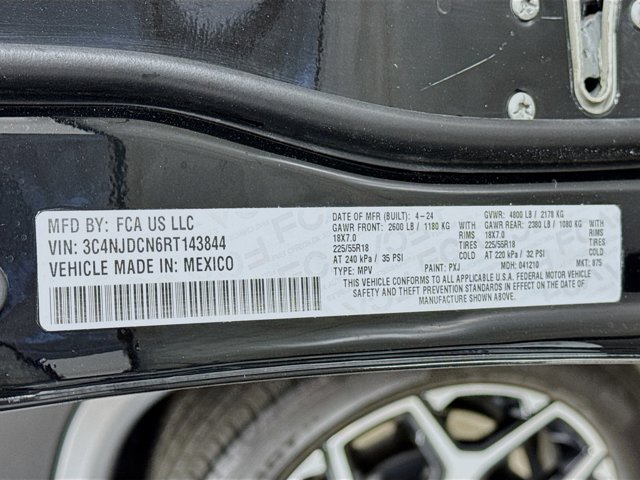 MFD BY: FCA US LLC
VIN: 3C4NJDCN6RT143844
VEHICLE MADE IN: MEXICO
DATE OF MFR (BUILT): 4-24
GVWR: 4800 LB / 2178 KG
GAWR FRONT: 2600 LB / 1180 KG
GAWR REAR: 2380 LB / 1080 KG
18X7.0
WITH TIRES
18X7.0
WITH TIRES
225/55R18
RIMS AT
225/55R18
RIMS AT
AT 240 kPa / 35 PSI
COLD
AT 220 kPa / 32 PSI
COLD
TYPE: MPV
PAINT: PXJ
MDH: 041210
MKT: 875
THIS VEHICLE CONFORMS TO ALL APPLICABLE U.S.A. FEDERAL MOTOR VEHICLE
SAFETY AND THEFT PREVENTION STANDARDS IN EFFECT ON THE DATE OF
MANUFACTURE SHOWN ABOVE.